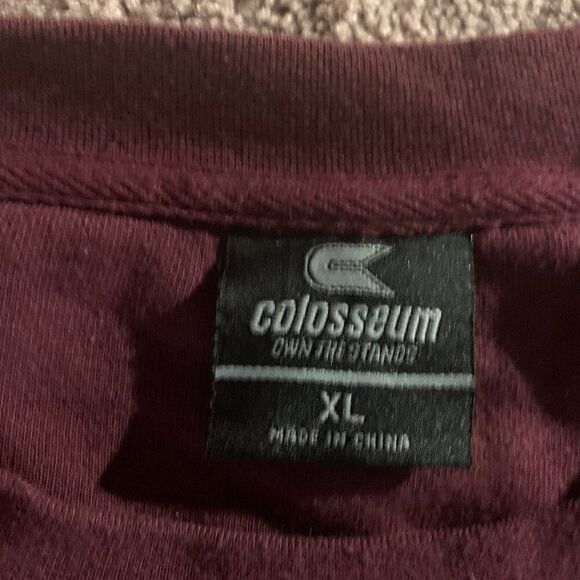 colosseum
OWN THE STANDS
XL
MADE IN CHINA